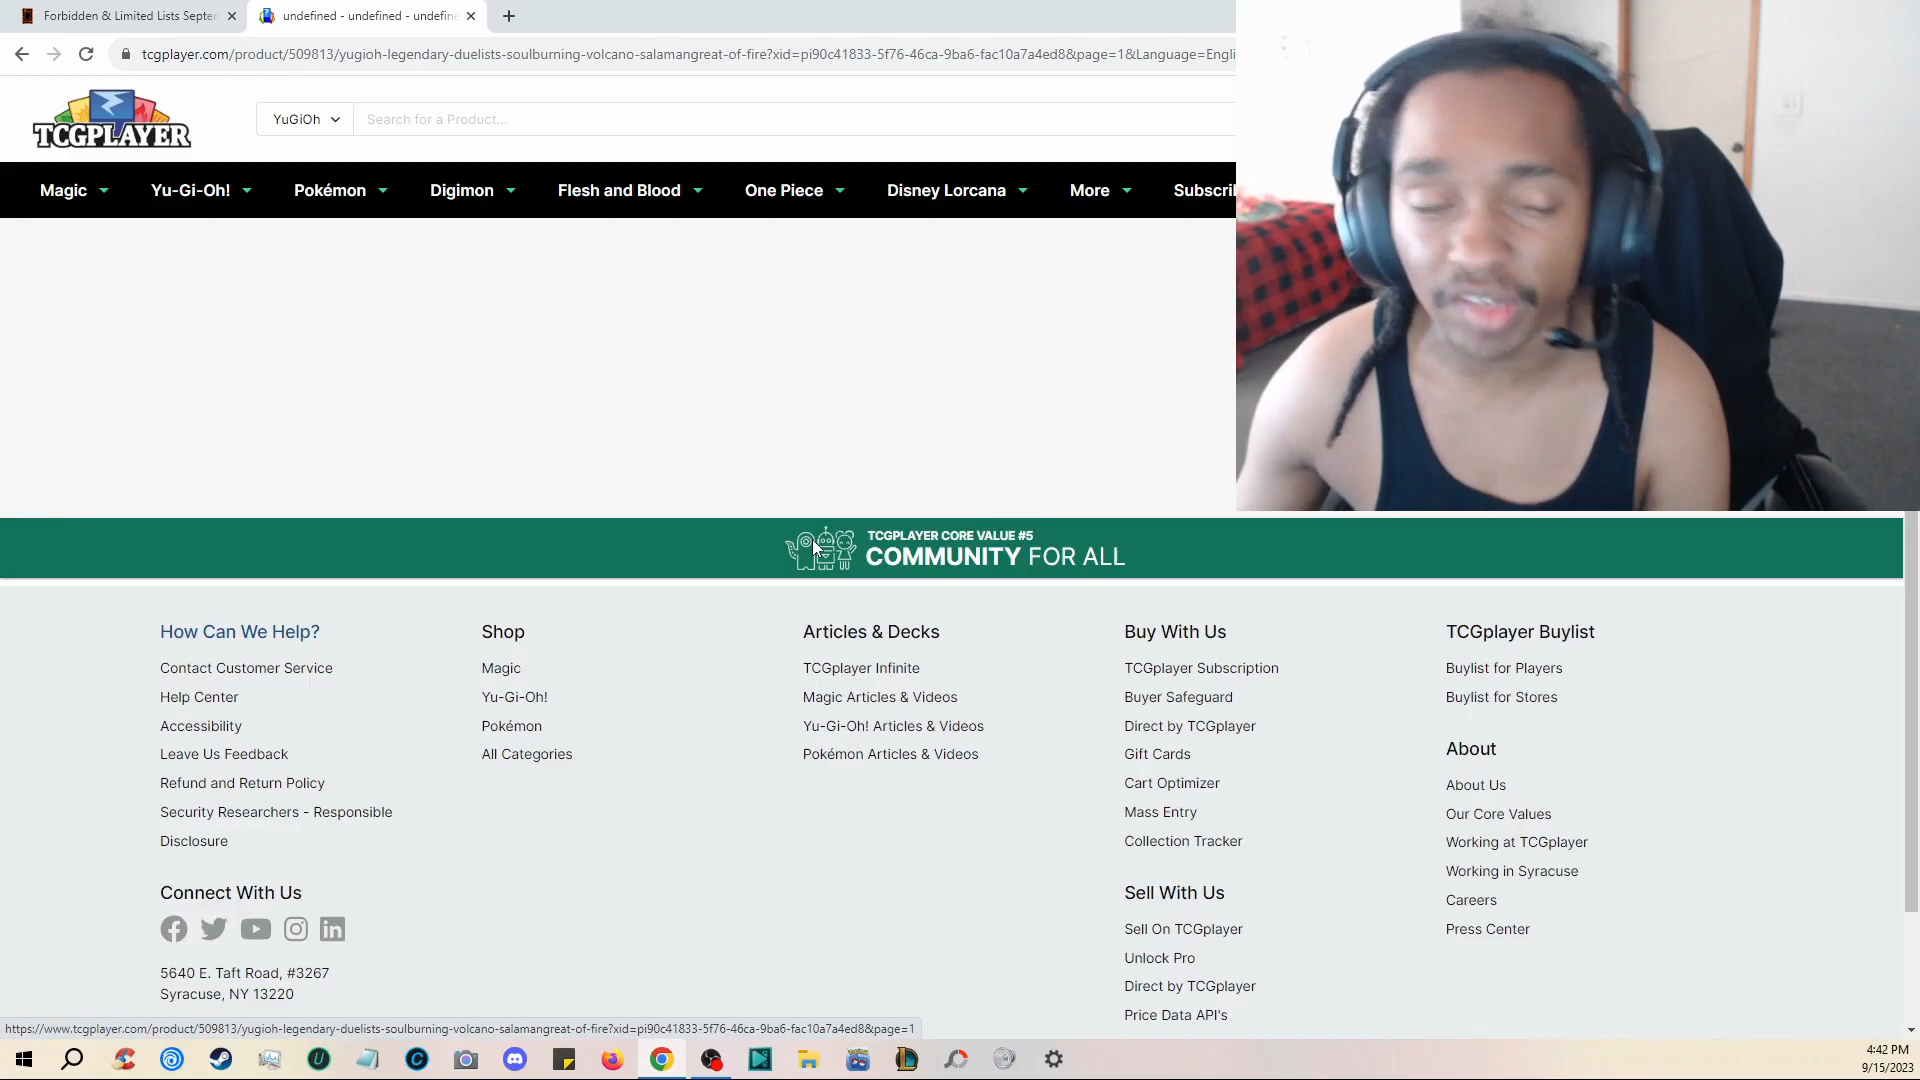 Forbidden & Limited Lists Septen
undefined - undefined - undefine
tcgplayer.com/product/509813/yugioh-legendary-duelists-soulburning-volcano-salamangreat-of-fire?xid=pi90c41833-5f76-46ca-9ba6-fac10a7a4ed8&page=1&Language=Engli
TCGPLAYER
YuGiOh
Search for a Product...
Magic Yu-Gi-Oh! Pokémon Digimon Flesh and Blood One Piece Disney Lorcana More Subscri
TCGPLAYER CORE VALUE #5
COMMUNITY FOR ALL
How Can We Help?
Contact Customer Service
Help Center
Accessibility
Leave Us Feedback
Refund and Return Policy
Security Researchers - Responsible
Disclosure
Connect With Us
5640 E. Taft Road, #3267
Syracuse, NY 13220
Shop
Magic
Yu-Gi-Oh!
Pokémon
All Categories
Articles & Decks
TCGplayer Infinite
Magic Articles & Videos
Yu-Gi-Oh! Articles & Videos
Pokémon Articles & Videos
Buy With Us
TCGplayer Subscription
Buyer Safeguard
Direct by TCGplayer
Gift Cards
Cart Optimizer
Mass Entry
Collection Tracker
Sell With Us
Sell On TCGplayer
Unlock Pro
Direct by TCGplayer
Price Data API's
TCGplayer Buylist
Buylist for Players
Buylist for Stores
About
About Us
Our Core Values
Working at TCGplayer
Working in Syracuse
Careers
Press Center
https://www.tcgplayer.com/product/509813/yugioh-legendary-duelists-soulburning-volcano-salamangreat-of-fire?xid=pi90c41833-5f76-46ca-9ba6-fac10a7a4ed8&page=1
4:42 PM
9/15/2023